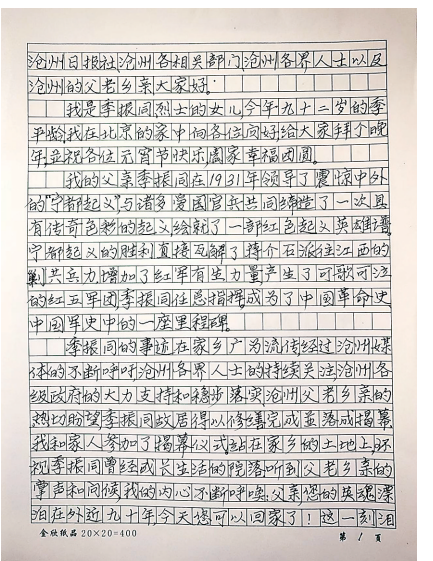 沧州日报社,沧州各相关部门,沧州各界人士以及
沧州的父老乡亲大家好:
我是李振同烈士的女儿,今年九十二岁的季
平龄,我在北京的家中向各位问好,给大家拜个晚
年,並祝各位元宵节快乐,阖家幸福团圆。
我的父亲季振同在1931年领导了震惊中外
的"宁都起义",与诸多爱国官兵共同缔造了一次具
有传奇色彩的起义,绘就了一部红色起义英雄谱。
宁都起义的胜利直接瓦解了蒋介石派往江西的
剿共兵力,增加了红军有生力量,产生了可歌可泣
的红五军团,季振同任总指挥,成为了中国革命史,
中国军史中的一座里程碑。
季振同的事迹在家乡广为流传,经过沧州媒
体的不断呼吁,沧州各界人士的持续关注,沧州各
级政府的大力支持和稳步落实,沧州父老乡亲的
热切盼望,季振同故居得以修缮完成並落成揭幕,
我和家人参加了揭幕仪式,站在家乡的土地上,环
视季振同曾经成长生活的院落,听到父老乡亲的
掌声和问候,我的内心不断呼唤,父亲,您的英魂漂
泊在外近九十年,今天您可以回家了!这一刻泪
金欣纸品 20×20=400
第 1 页